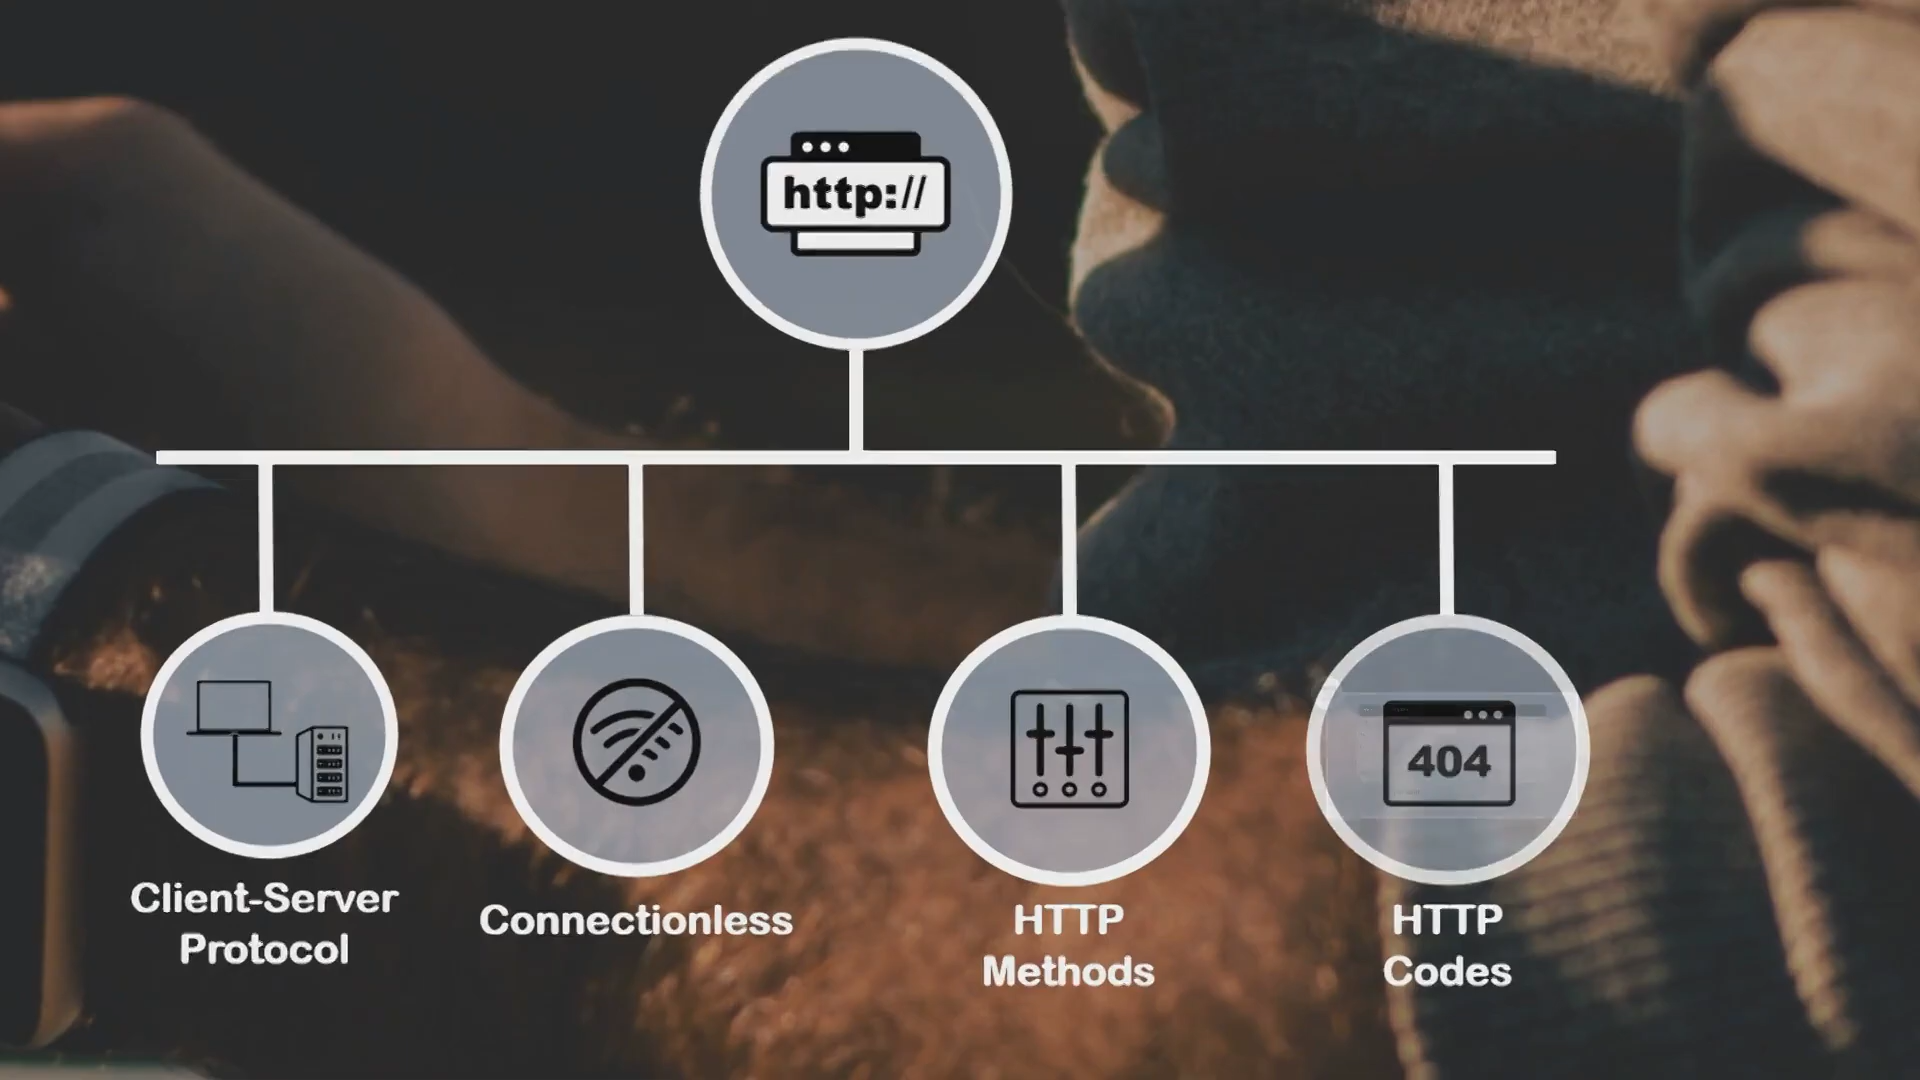 http://
404
Client-Server
Protocol
Connectionless
HTTP
Methods
HTTP
Codes